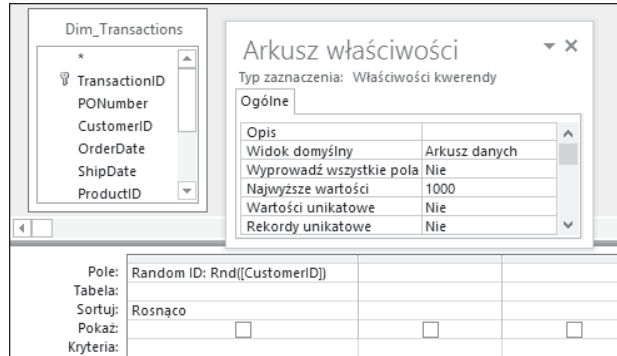 Dim_Transactions
*
TransactionID
PONumber
CustomerID
OrderDate
ShipDate
ProductID
Arkusz właściwości
Typ zaznaczenia: Właściwości kwerendy
Ogólne
Opis
Widok domyślny Arkusz danych
Wyprowadź wszystkie pola Nie
Najwyższe wartości 1000
Wartości unikatowe Nie
Rekordy unikatowe Nie
Pole: Random ID: Rnd([CustomerID])
Tabela:
Sortuj: Rosnąco
Pokaż:
Kryteria: